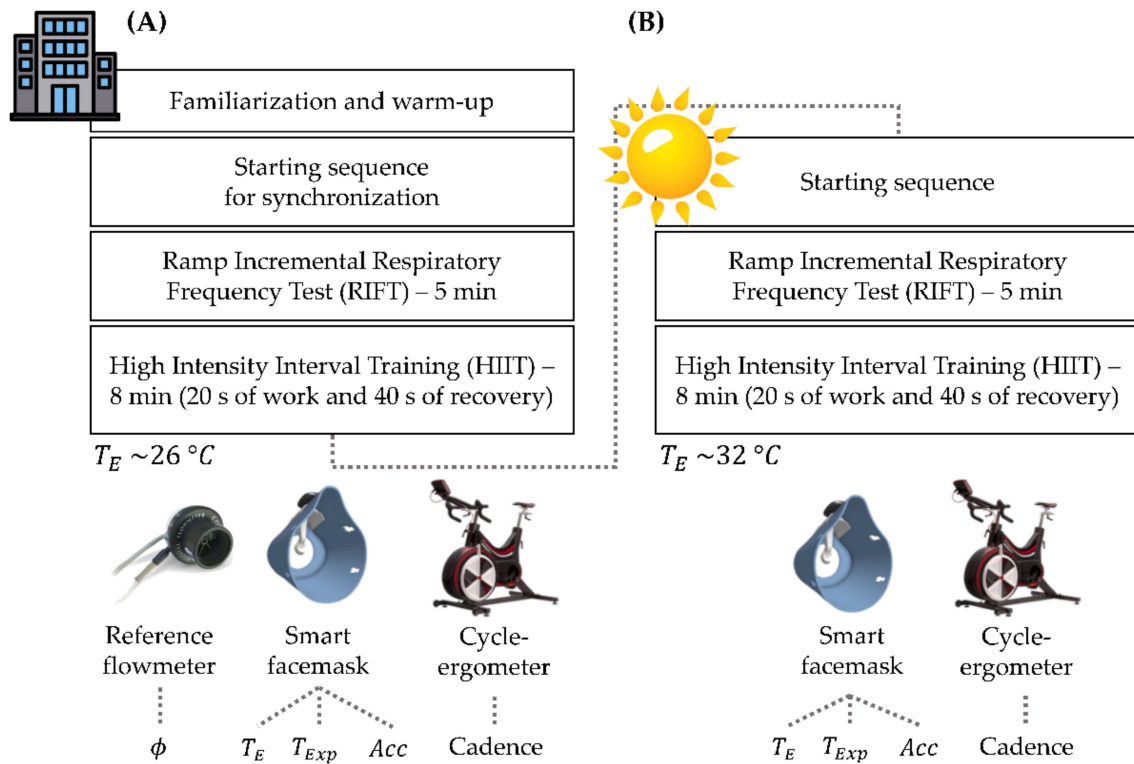 (A)
Familiarization and warm-up
Starting sequence
for synchronization
Ramp Incremental Respiratory
Frequency Test (RIFT) – 5 min
High Intensity Interval Training (HIIT) –
8 min (20 s of work and 40 s of recovery)
T_E ~26 °C
Reference
flowmeter
Smart
facemask
Cycle-
ergometer
ϕ
T_E
T_Exp
Acc
Cadence
(B)
Starting sequence
Ramp Incremental Respiratory
Frequency Test (RIFT) – 5 min
High Intensity Interval Training (HIIT) –
8 min (20 s of work and 40 s of recovery)
T_E ~32 °C
Smart
facemask
Cycle-
ergometer
T_E
T_Exp
Acc
Cadence